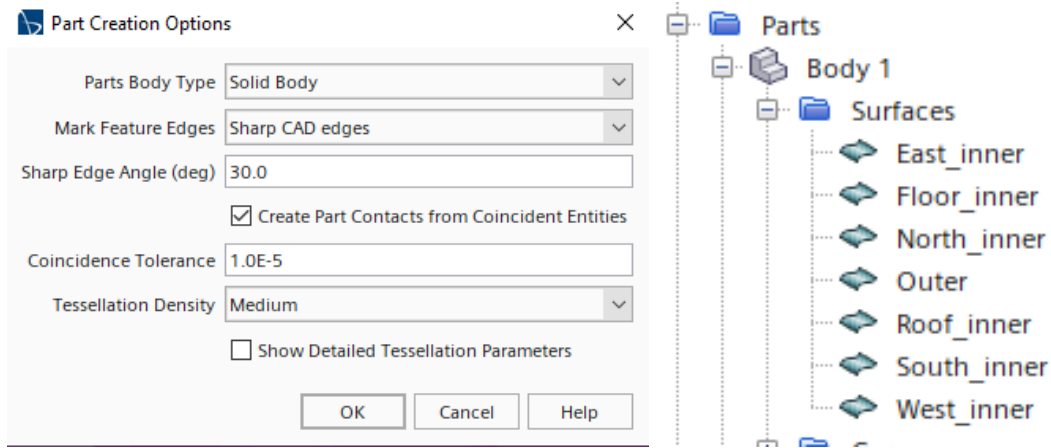 Part Creation Options
Parts Body Type Solid Body
Mark Feature Edges Sharp CAD edges
Sharp Edge Angle (deg) 30.0
Create Part Contacts from Coincident Entities
Coincidence Tolerance 1.0E-5
Tessellation Density Medium
Show Detailed Tessellation Parameters
OK Cancel Help
Parts
Body 1
Surfaces
East_inner
Floor_inner
North_inner
Outer
Roof_inner
South_inner
West_inner